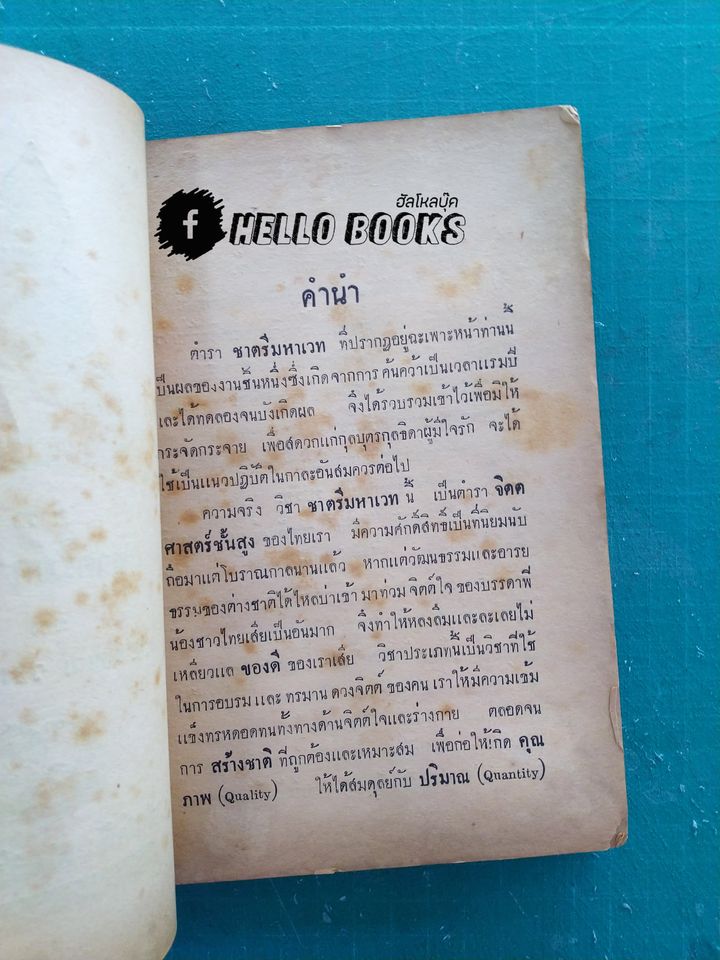 ฮัลโหลบุ๊ค
f HELLO BOOKS
คำนำ
ตำรา ชาตรีมหาเวท ที่ปรากฏอยู่ฉะเพาะหน้าท่านนี้
เป็นผลของงานชิ้นหนึ่งซึ่งเกิดจากการ ค้นคว้าเป็นเวลาแรมปี
และได้ทดลองจนบังเกิดผล จึงได้รวบรวมเข้าไว้เพื่อมิให้
กระจัดกระจาย เพื่อสดวกแก่กุลบุตรกุลธิดาผู้มีใจรัก จะได้
ใช้เป็นแนวปฏิบัติในกาละอันสมควรต่อไป
ความจริง วิชา ชาตรีมหาเวท นี้ เป็นตำรา จิตต
ศาสตร์ชั้นสูง ของไทยเรา มีความศักดิ์สิทธิ์เป็นที่นิยมนับ
ถือมาแต่โบราณกาลนานแล้ว หากแต่วัฒนธรรมและอารย
ธรรมของต่างชาติได้ไหลบ่าเข้า มาท่วม จิตต์ใจ ของบรรดาพี่
น้องชาวไทยเสียเป็นอันมาก จึงทำให้หลงลืมและละเลยไม่
เหลียวแล ของดี ของเราเสีย วิชาประเภทนี้เป็นวิชาที่ใช้
ในการอบรม และ ทรมาน ดวงจิตต์ ของคน เราให้มีความเข้ม
แข็งทรหดอดทนทั้งทางด้านจิตต์ใจและร่างกาย ตลอดจน
การ สร้างชาติ ที่ถูกต้องและเหมาะสม เพื่อก่อให้เกิด คุณ
ภาพ (Quality) ให้ได้สมดุลย์กับ ปริมาณ (Quantity)